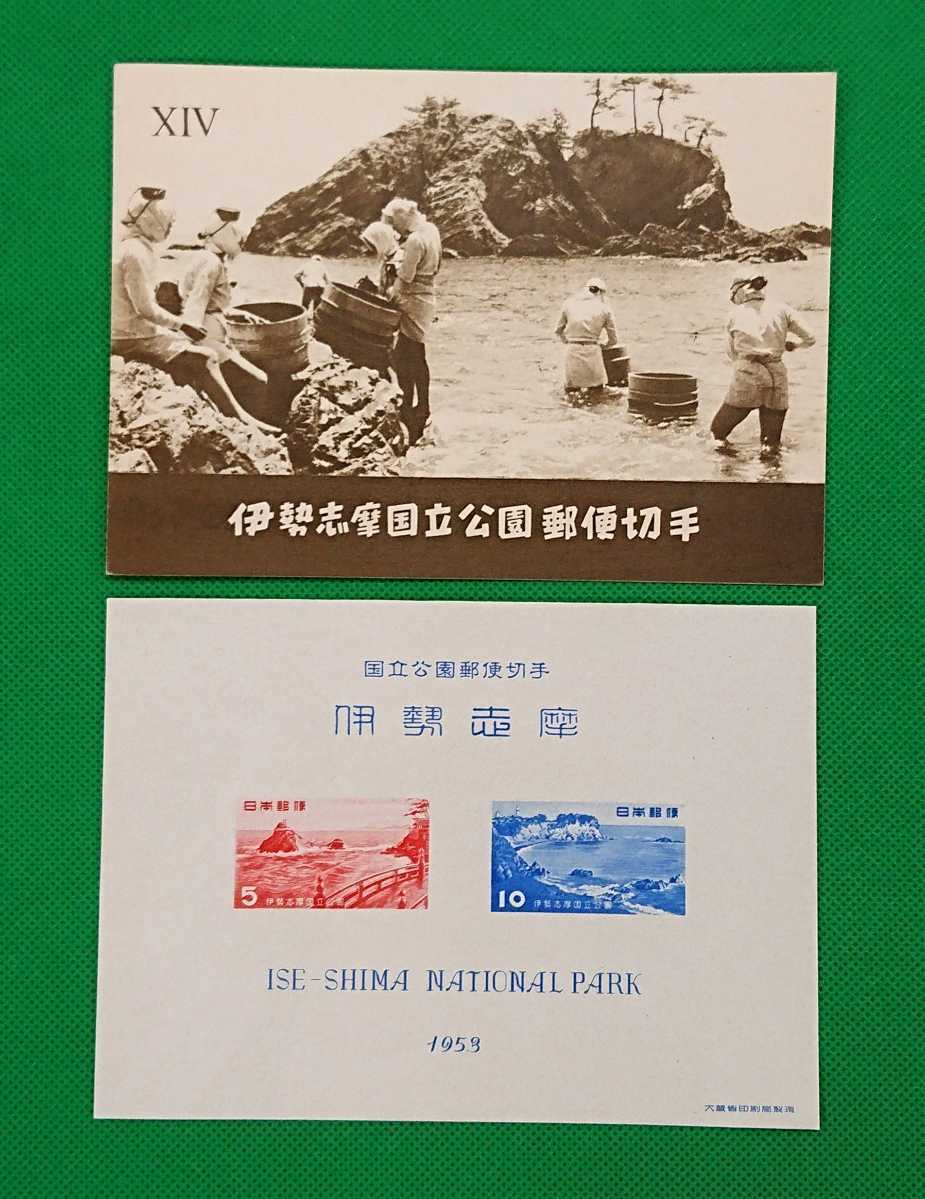 XIV
伊勢志摩国立公園 郵便切手
国立公園郵便切手
伊勢志摩
日本郵便
5 伊勢志摩国立公園
日本郵便
10 伊勢志摩国立公園
ISE-SHIMA NATIONAL PARK
1953
大蔵省印刷局製造